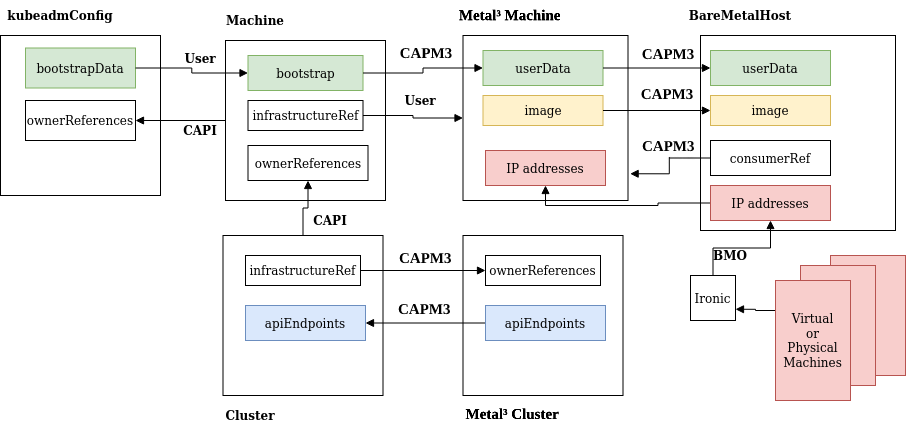 kubeadmConfig
Machine
Metal³ Machine
BareMetalHost
bootstrapData
User
bootstrap
CAPM3
userData
CAPM3
userData
ownerReferences
CAPI
infrastructureRef
User
image
CAPM3
image
ownerReferences
IP addresses
CAPM3
consumerRef
IP addresses
CAPI
BMO
infrastructureRef
CAPM3
ownerReferences
Ironic
apiEndpoints
CAPM3
apiEndpoints
Virtual
or
Physical
Machines
Cluster
Metal³ Cluster